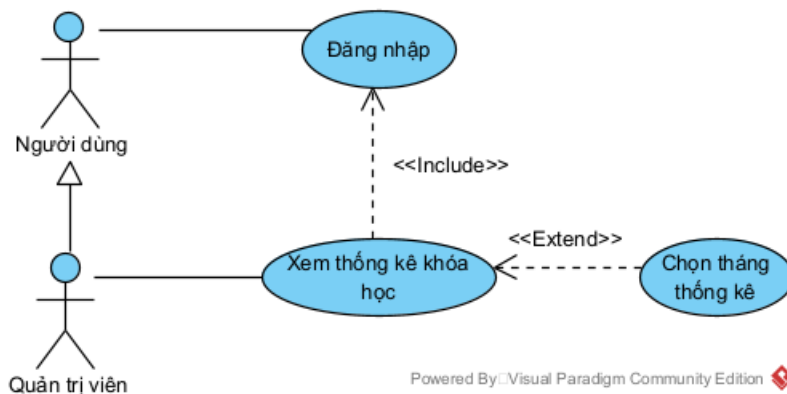 Đăng nhập
Người dùng
<<Include>>
<<Extend>>
Xem thống kê khóa
học
Chọn tháng
thống kê
Quản trị viên
Powered By Visual Paradigm Community Edition